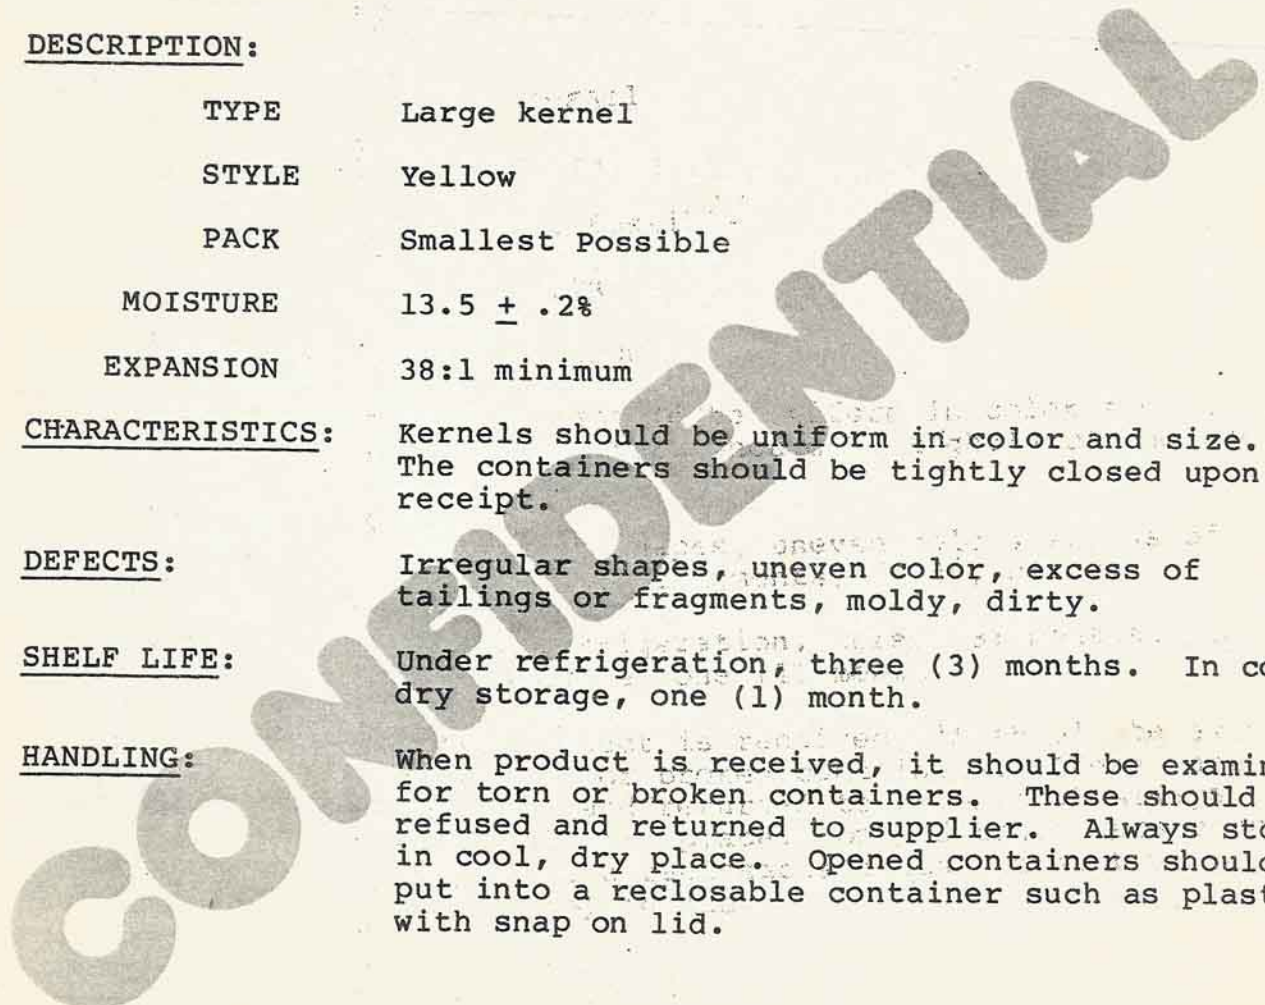 DESCRIPTION:
TYPE Large kernel
STYLE Yellow
PACK Smallest Possible
MOISTURE 13.5 ± .2%
EXPANSION 38:1 minimum
CHARACTERISTICS: Kernels should be uniform in color and size.
The containers should be tightly closed upon
receipt.
DEFECTS: Irregular shapes, uneven color, excess of
tailings or fragments, moldy, dirty.
SHELF LIFE: Under refrigeration, three (3) months. In co
dry storage, one (1) month.
HANDLING: When product is received, it should be examin
for torn or broken containers. These should
refused and returned to supplier. Always sto
in cool, dry place. Opened containers should
put into a reclosable container such as plast
with snap on lid.
CONFIDENTIAL